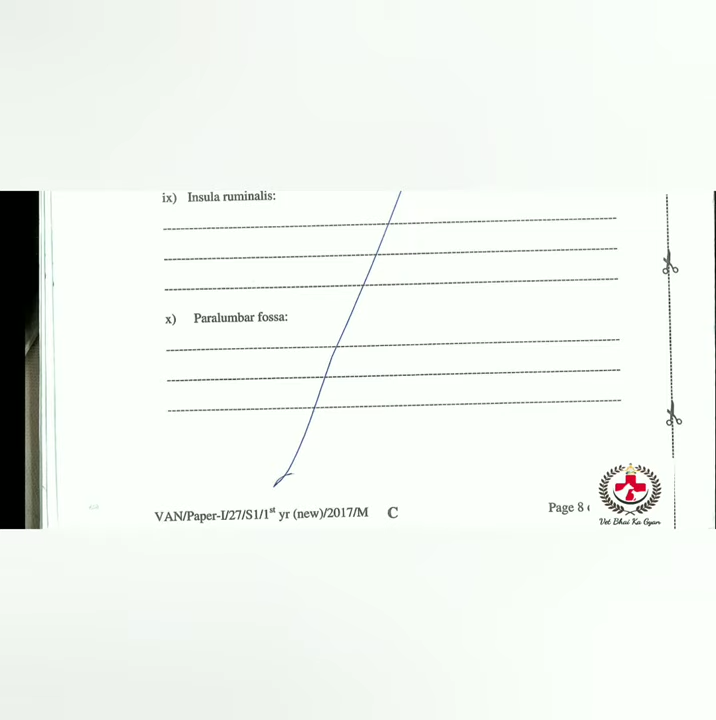 ix) Insula ruminalis:
x) Paralumbar fossa:
VAN/Paper-I/27/S1/1st yr (new)/2017/M C
Page 8
Vet Bhai Ka Gyan